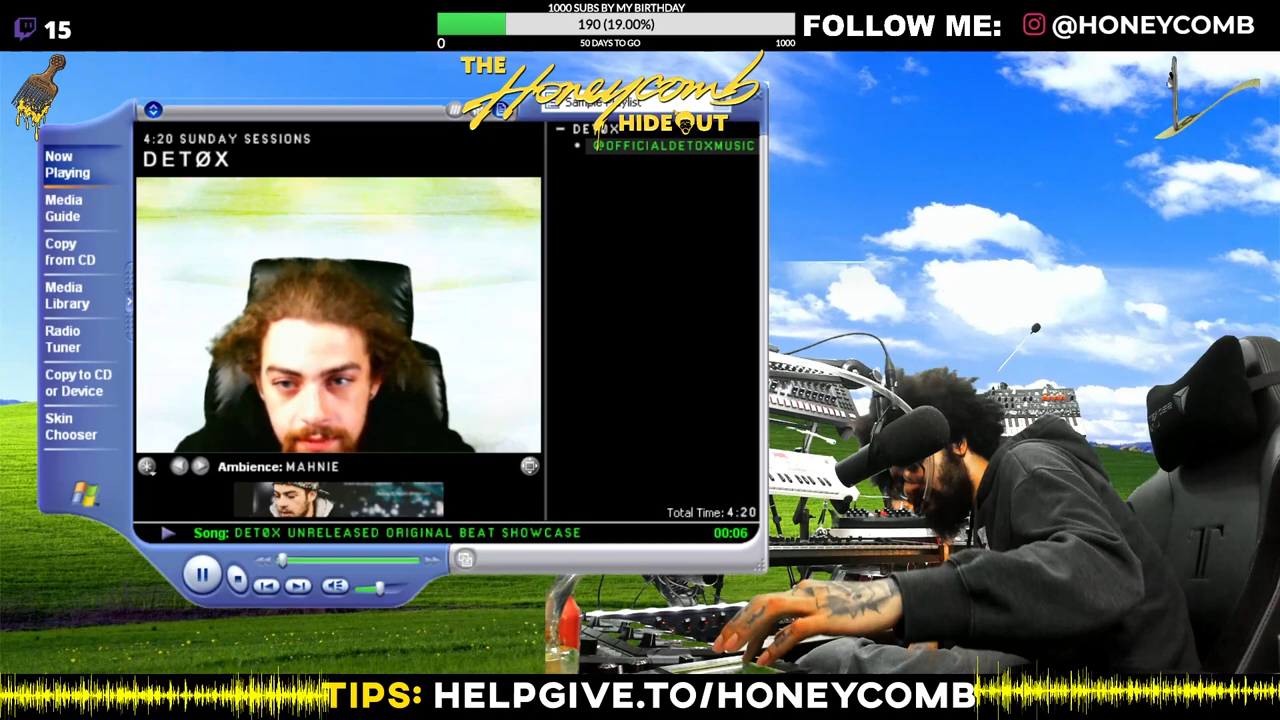 15
1000 SUBS BY MY BIRTHDAY
190 (19.00%)
0
50 DAYS TO GO
1000
FOLLOW ME:
@HONEYCOMB
THE
Honeycomb
HIDEOUT
Sample Playlist
4:20 SUNDAY SESSIONS
DETØX
DETØX
@OFFICIALDETOXMUSIC
Now
Playing
Media
Guide
Copy
from CD
Media
Library
Radio
Tuner
Copy to CD
or Device
Skin
Chooser
Ambience: MAHNIE
Total Time: 4:20
Song: DETØX UNRELEASED ORIGINAL BEAT SHOWCASE
00:06
T
TIPS: HELPGIVE.TO/HONEYCOMB